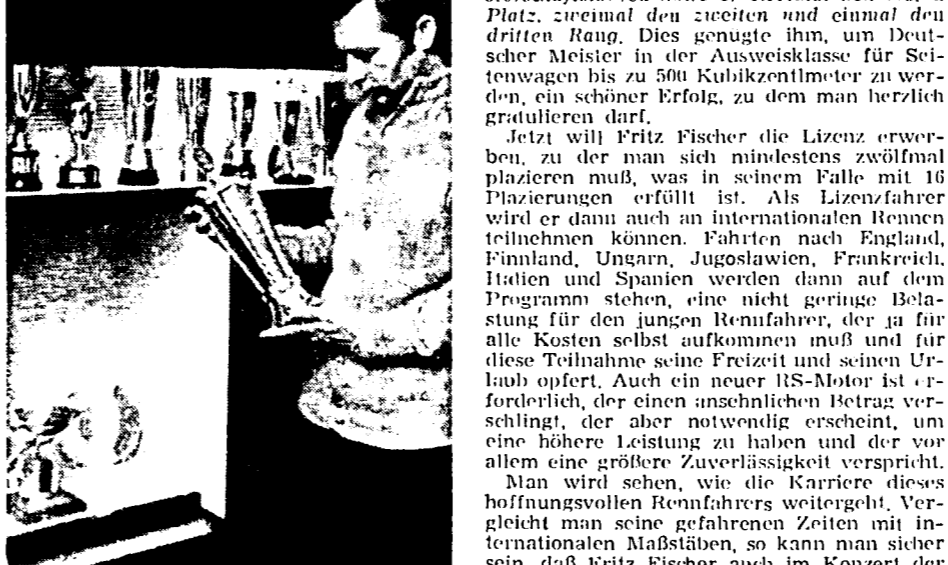 Platz, zweimal den zweiten und einmal den
dritten Rang. Dies genügte ihm, um Deut-
scher Meister in der Ausweisklasse für Sei-
tenwagen bis zu 500 Kubikzentimeter zu wer-
den, ein schöner Erfolg, zu dem man herzlich
gratulieren darf.
Jetzt will Fritz Fischer die Lizenz erwer-
ben, zu der man sich mindestens zwölfmal
plazieren muß, was in seinem Falle mit 16
Plazierungen erfüllt ist. Als Lizenzfahrer
wird er dann auch an internationalen Rennen
teilnehmen können. Fahrten nach England,
Finnland, Ungarn, Jugoslawien, Frankreich,
Italien und Spanien werden dann auf dem
Programm stehen, eine nicht geringe Bela-
stung für den jungen Rennfahrer, der ja für
alle Kosten selbst aufkommen muß und für
diese Teilnahme seine Freizeit und seinen Ur-
laub opfert. Auch ein neuer RS-Motor ist er-
forderlich, der einen ansehnlichen Betrag ver-
schlingt, der aber notwendig erscheint, um
eine höhere Leistung zu haben und der vor
allem eine größere Zuverlässigkeit verspricht.
Man wird sehen, wie die Karriere dieses
hoffnungsvollen Rennfahrers weitergeht. Ver-
gleicht man seine gefahrenen Zeiten mit in-
ternationalen Maßstäben, so kann man sicher
sein, daß Fritz Fischer auch im Konzert der